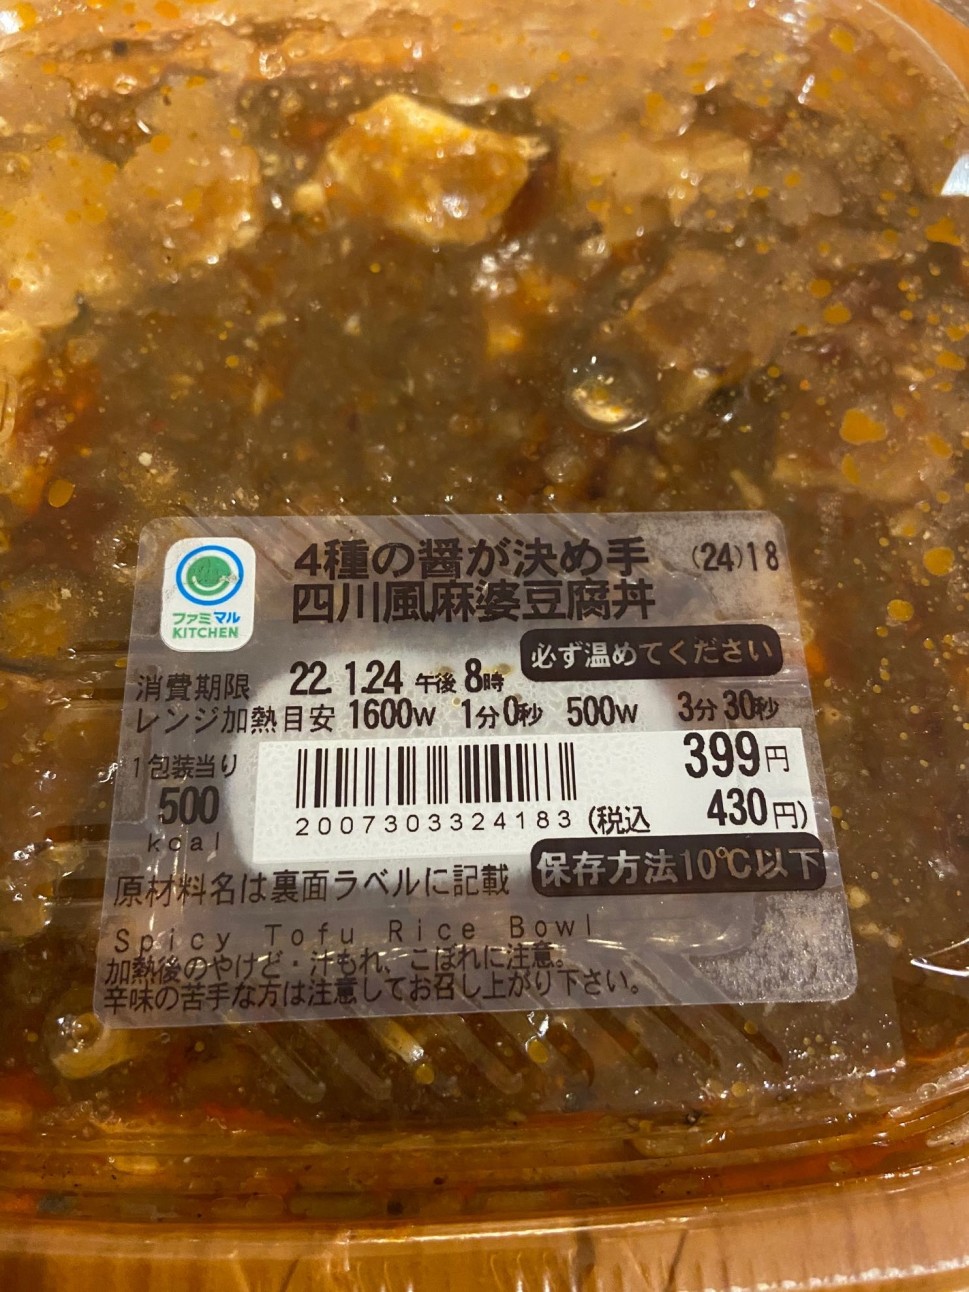 ファミマル
KITCHEN
4種の醤が決め手 (24)18
四川風麻婆豆腐丼
必ず温めてください
消費期限 22. 1.24 午後 8時
レンジ加熱目安 1600w 1分0秒 500w 3分30秒
1包装当り
500
kcal
399円
2007303324183 (税込 430円)
保存方法10℃以下
原材料名は裏面ラベルに記載
Spicy Tofu Rice Bowl
加熱後のやけど・汁もれ、こぼれに注意。
辛味の苦手な方は注意してお召し上がり下さい。